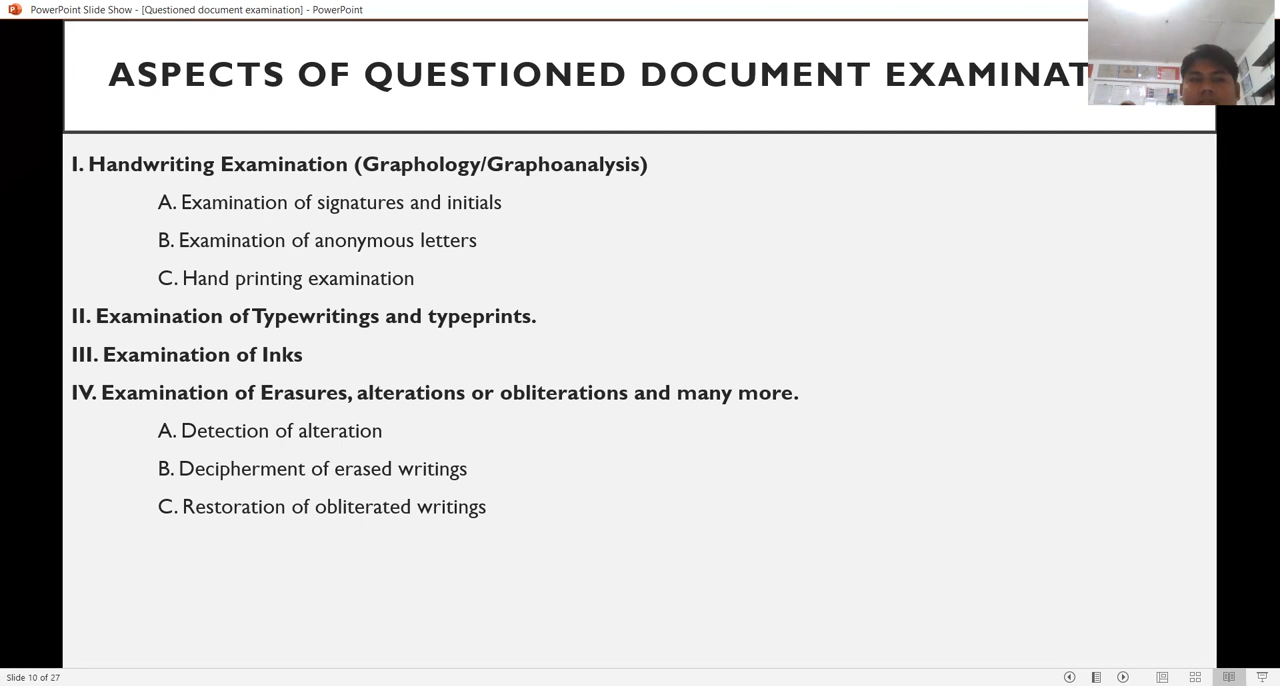 PowerPoint Slide Show - [Questioned document examination] - PowerPoint
ASPECTS OF QUESTIONED DOCUMENT EXAMINAT
I. Handwriting Examination (Graphology/Graphoanalysis)
A. Examination of signatures and initials
B. Examination of anonymous letters
C. Hand printing examination
II. Examination of Typewritings and typeprints.
III. Examination of Inks
IV. Examination of Erasures, alterations or obliterations and many more.
A. Detection of alteration
B. Decipherment of erased writings
C. Restoration of obliterated writings
Slide 10 of 27